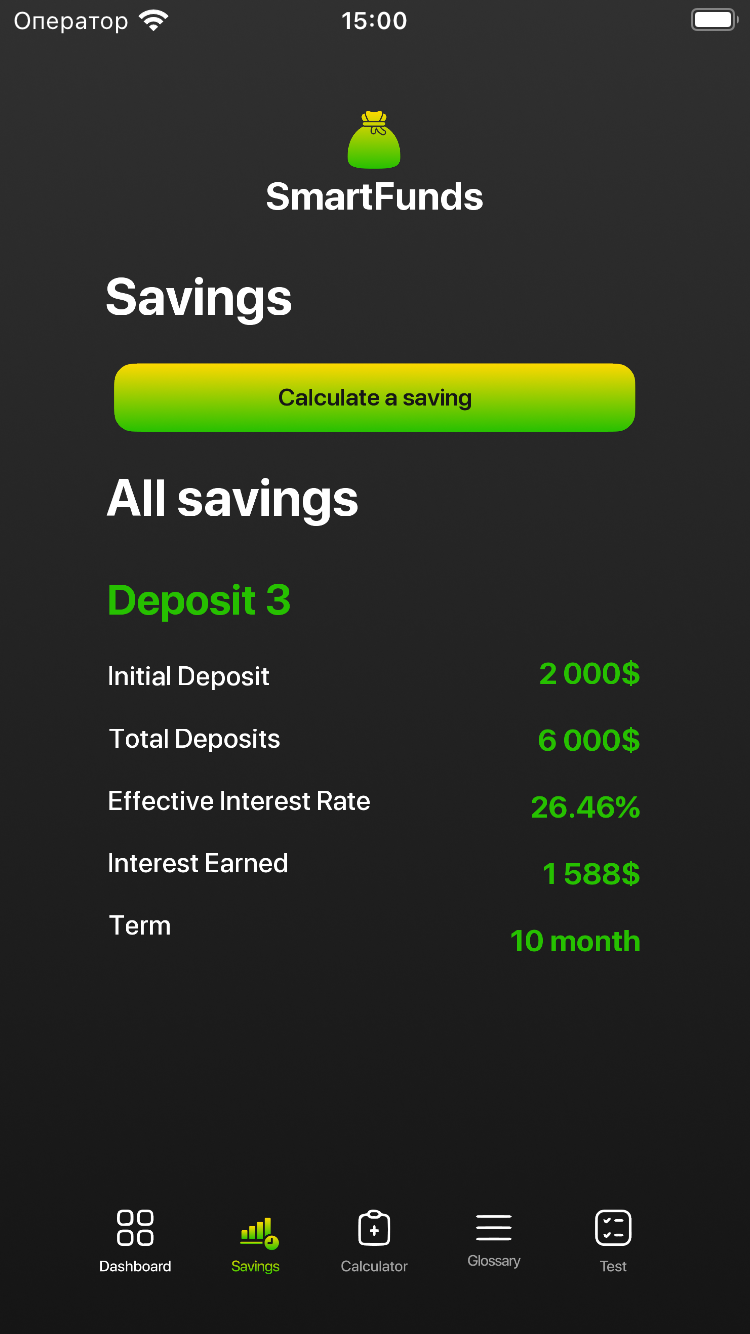 Оператор 15:00
SmartFunds
Savings
Calculate a saving
All savings
Deposit 3
Initial Deposit 2 000$
Total Deposits 6 000$
Effective Interest Rate 26.46%
Interest Earned 1 588$
Term 10 month
Dashboard Savings Calculator Glossary Test